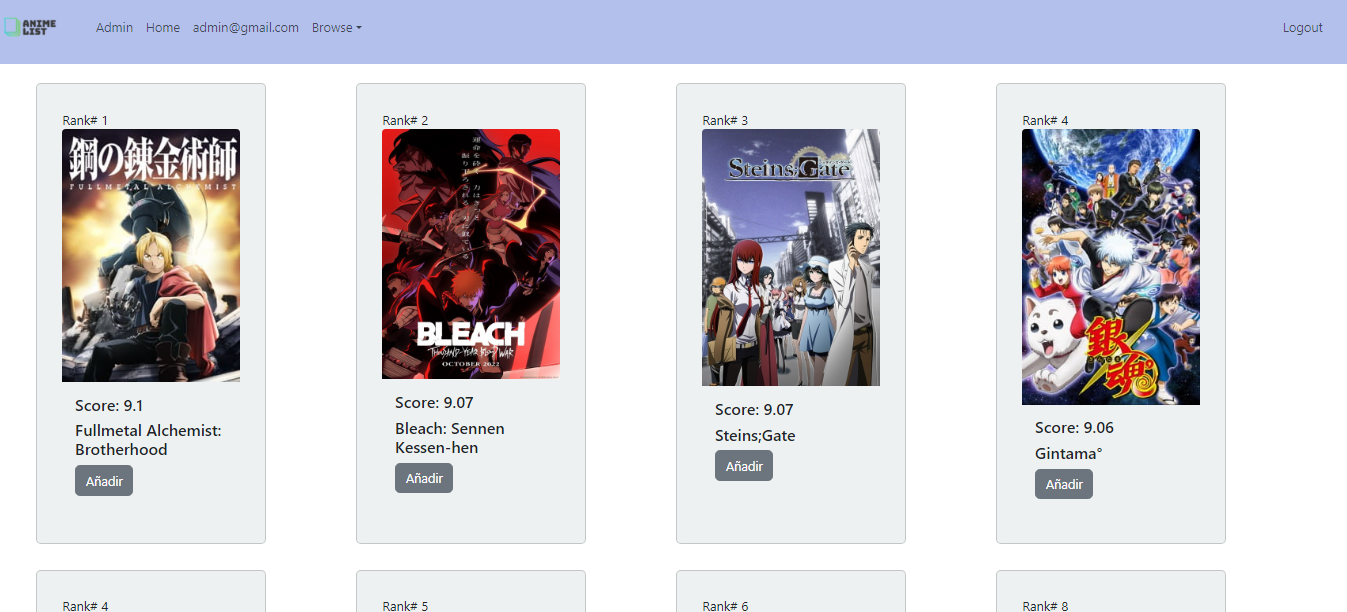 ANIME
LIST
Admin Home admin@gmail.com Browse Logout
Rank# 1
鋼の錬金術師
FULLMETAL ALCHEMIST
Score: 9.1
Fullmetal Alchemist:
Brotherhood
Añadir
Rank# 2
BLEACH
THOUSAND-YEAR BLOOD WAR
OCTOBER 2022
Score: 9.07
Bleach: Sennen
Kessen-hen
Añadir
Rank# 3
Steins;Gate
Score: 9.07
Steins;Gate
Añadir
Rank# 4
銀魂°
Score: 9.06
Gintama°
Añadir
Rank# 4
Rank# 5
Rank# 6
Rank# 8